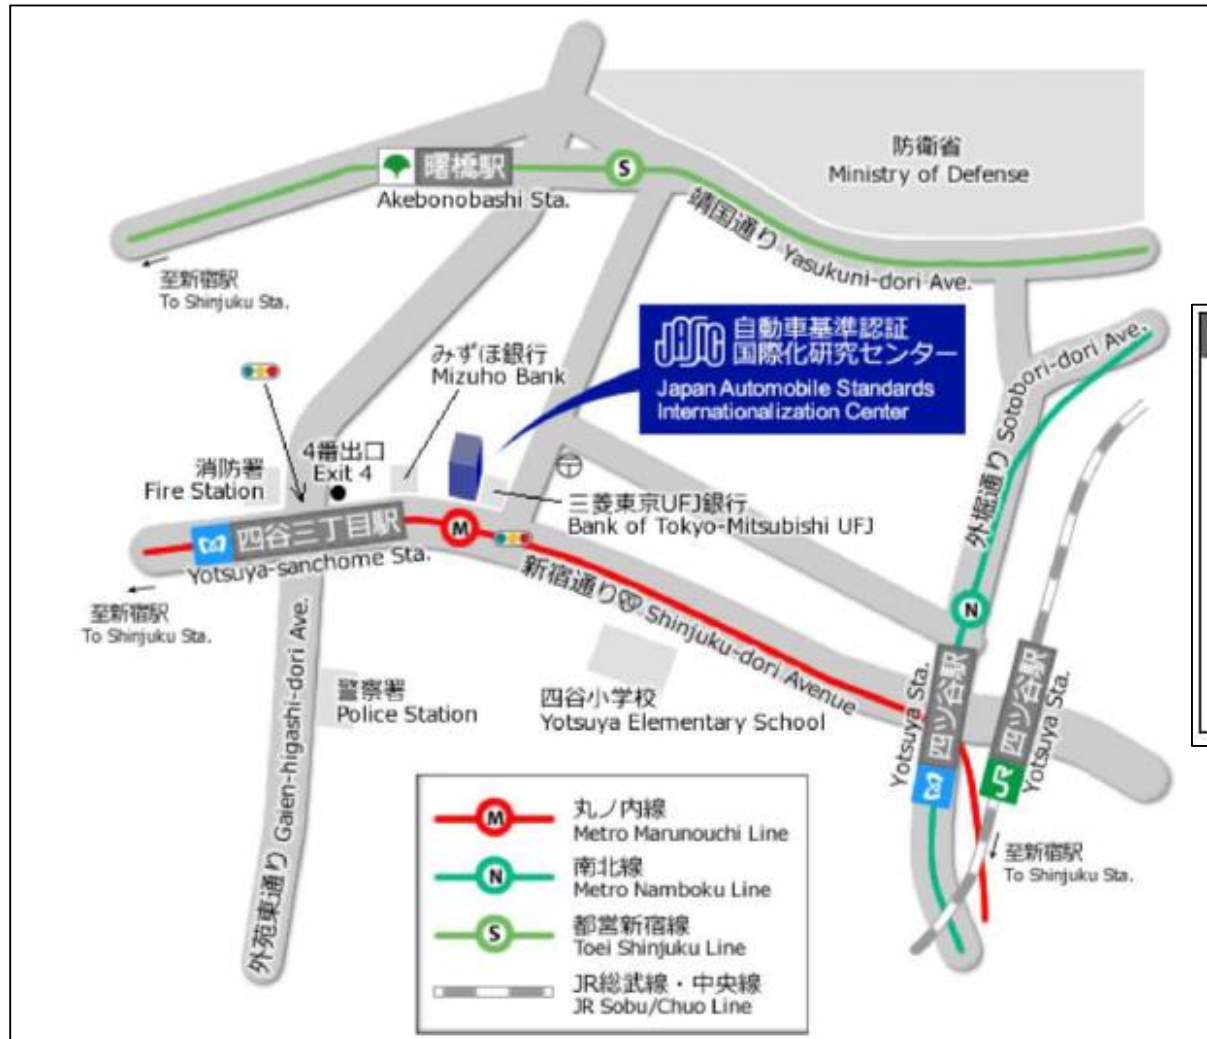 防衛省
Ministry of Defense
曙橋駅
Akebonobashi Sta.
S
靖国通り Yasukuni-dori Ave.
至新宿駅
To Shinjuku Sta.
JASIC
自動車基準認証
国際化研究センター
Japan Automobile Standards
Internationalization Center
みずほ銀行
Mizuho Bank
外堀通り Sotobori-dori Ave.
4番出口
Exit 4
消防署
Fire Station
三菱東京UFJ銀行
Bank of Tokyo-Mitsubishi UFJ
四谷三丁目駅
Yotsuya-sanchome Sta.
M
新宿通り Shinjuku-dori Avenue
至新宿駅
To Shinjuku Sta.
N
外苑東通り Gaien-higashi-dori Ave.
警察署
Police Station
四谷小学校
Yotsuya Elementary School
Yotsuya Sta.
四ツ谷駅
四ツ谷駅
Yotsuya Sta.
JR
至新宿駅
To Shinjuku Sta.
M
丸ノ内線
Metro Marunouchi Line
N
南北線
Metro Namboku Line
S
都営新宿線
Toei Shinjuku Line
JR総武線・中央線
JR Sobu/Chuo Line